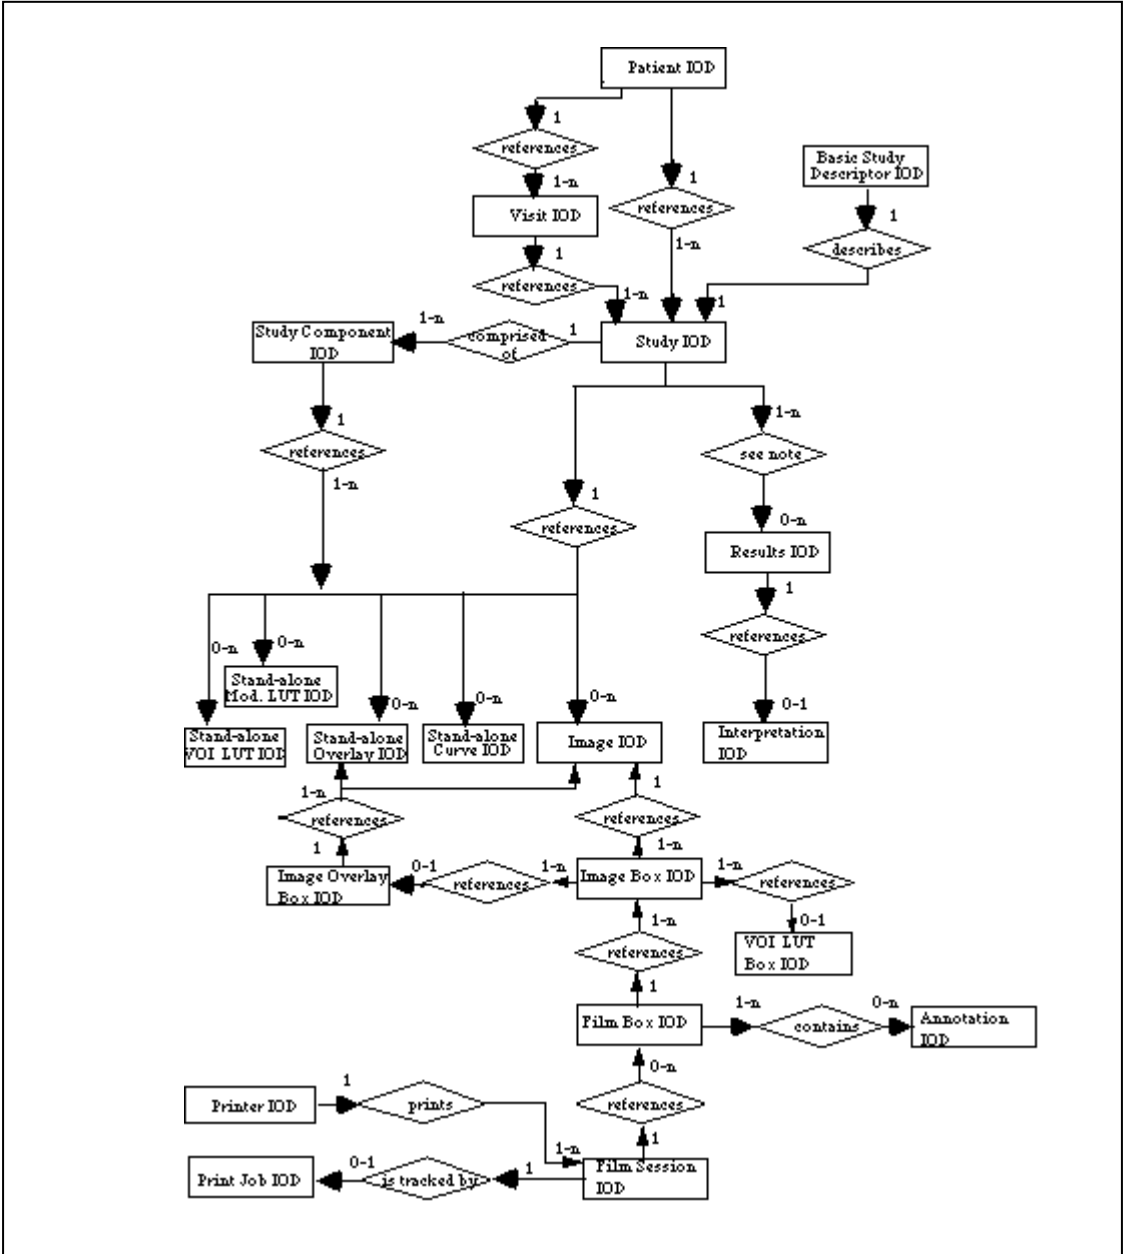 Patient IOD
1
references
1-n
Visit IOD
1
references
1-n
1
references
1-n
Basic Study
Descriptor IOD
1
describes
1
Study IOD
1
comprised
of
1-n
Study Component
IOD
1
references
1-n
1
references
1-n
see note
0-n
Results IOD
1
references
0-1
Interpretation
IOD
0-n
Stand-alone
VOI LUT IOD
0-n
Stand-alone
Mod. LUT IOD
0-n
Stand-alone
Overlay IOD
0-n
Stand-alone
Curve IOD
0-n
Image IOD
1-n
references
1
Image Overlay
Box IOD
0-1
references
1-n
1
references
1-n
Image Box IOD
1-n
references
0-1
VOI LUT
Box IOD
1-n
references
1
Film Box IOD
1-n
contains
0-n
Annotation
IOD
0-n
references
1
Printer IOD
1
prints
1-n
Film Session
IOD
1
is tracked by
0-1
Print Job IOD